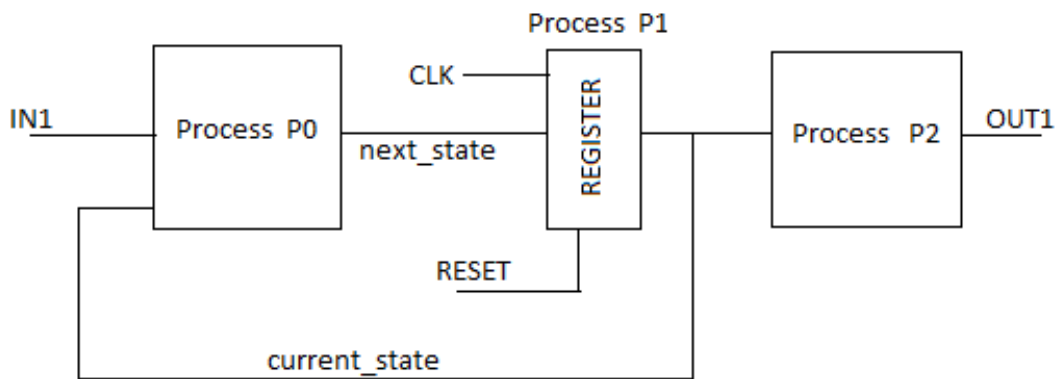 Process P1
CLK
IN1
Process P0
next_state
REGISTER
Process P2
OUT1
RESET
current_state